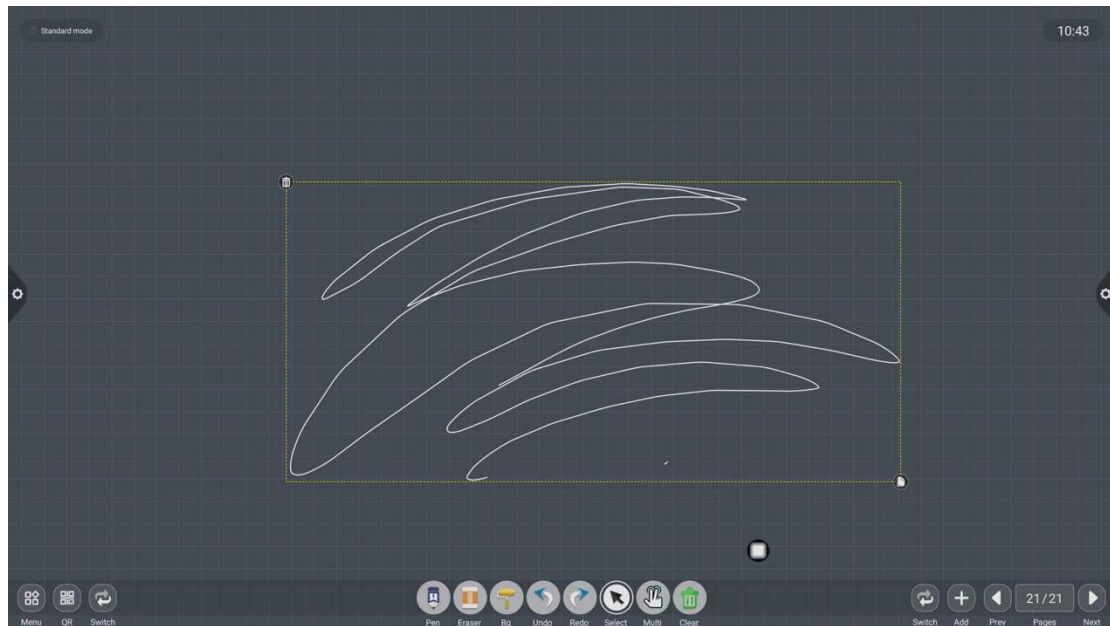 Standard mode
10:43
Menu QR Switch Pen Eraser Bg Undo Redo Select Multi Clear Switch Add Prev 21/21 Pages Next